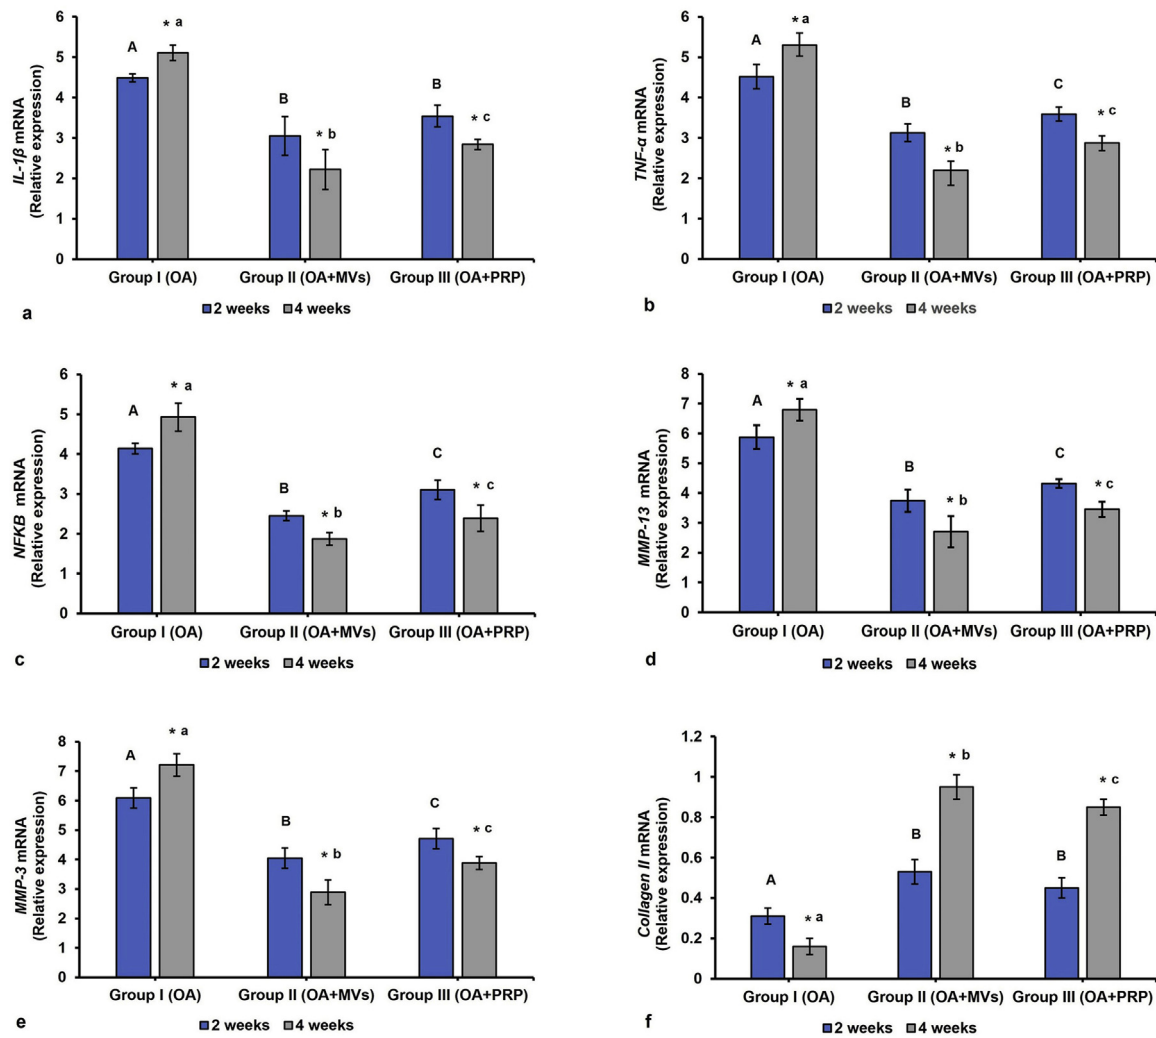 IL-1β mRNA
(Relative expression)
6
5
4
3
2
1
0
A
* a
B
* b
B
* c
Group I (OA) Group II (OA+MVs) Group III (OA+PRP)
2 weeks 4 weeks
a
TNF-α mRNA
(Relative expression)
6
5
4
3
2
1
0
A
* a
B
* b
C
* c
Group I (OA) Group II (OA+MVs) Group III (OA+PRP)
2 weeks 4 weeks
b
NFKB mRNA
(Relative expression)
6
5
4
3
2
1
0
A
* a
B
* b
C
* c
Group I (OA) Group II (OA+MVs) Group III (OA+PRP)
2 weeks 4 weeks
c
MMP-13 mRNA
(Relative expression)
8
7
6
5
4
3
2
1
0
A
* a
B
* b
C
* c
Group I (OA) Group II (OA+MVs) Group III (OA+PRP)
2 weeks 4 weeks
d
MMP-3 mRNA
(Relative expression)
8
7
6
5
4
3
2
1
0
A
* a
B
* b
C
* c
Group I (OA) Group II (OA+MVs) Group III (OA+PRP)
2 weeks 4 weeks
e
Collagen II mRNA
(Relative expression)
1.2
1
0.8
0.6
0.4
0.2
0
A
* a
B
* b
B
* c
Group I (OA) Group II (OA+MVs) Group III (OA+PRP)
2 weeks 4 weeks
f